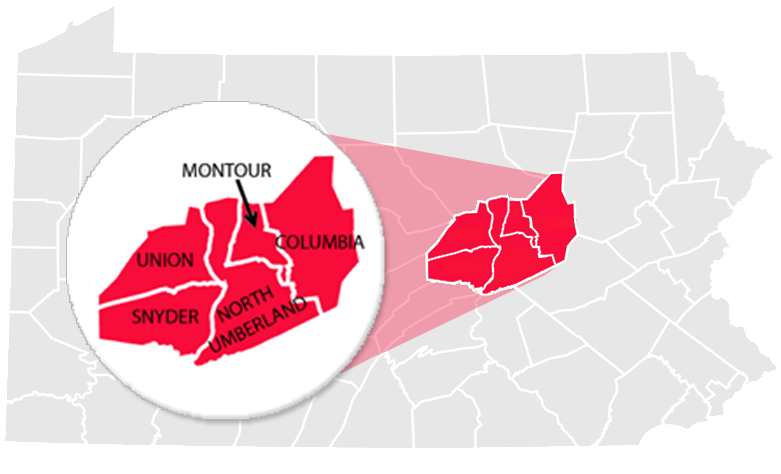 MONTOUR
COLUMBIA
UNION
SNYDER
NORTH
UMBERLAND